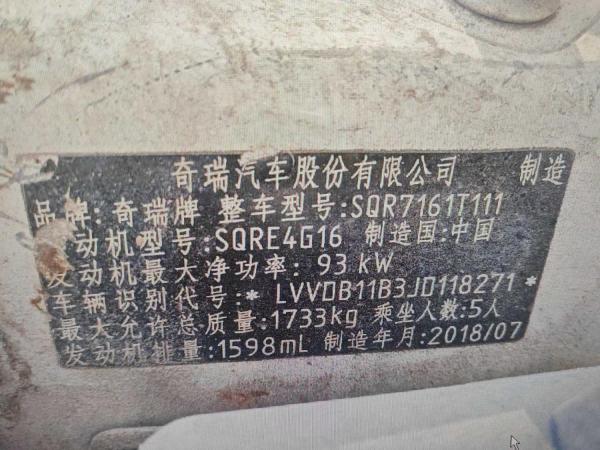 奇瑞汽车股份有限公司 制造
品牌:奇瑞牌 整车型号:SQR7161T111
发动机型号:SQRE4G16 制造国:中国
发动机最大净功率: 93 kW
车辆识别代号:* LVVDB11B3JD118271 *
最大允许总质量:1733kg 乘坐人数:5人
发动机排量:1598mL 制造年月:2018/07